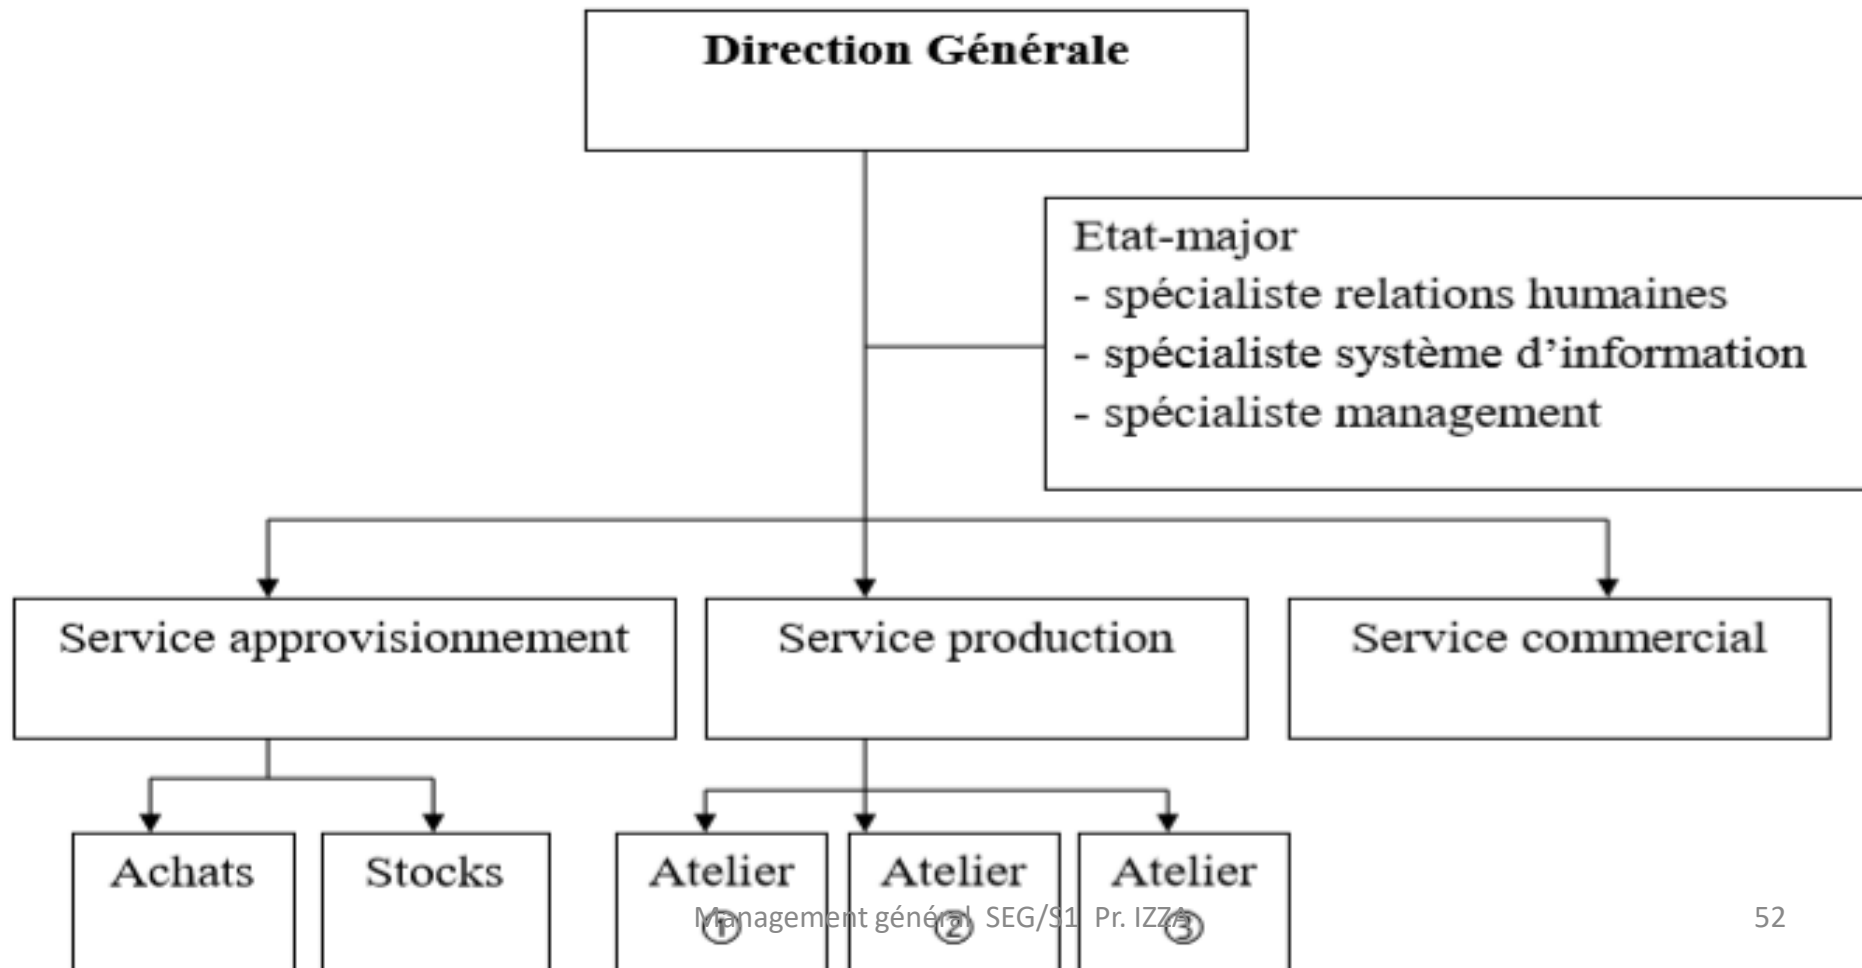 Direction Générale
Etat-major
- spécialiste relations humaines
- spécialiste système d’information
- spécialiste management
Service approvisionnement
Service production
Service commercial
Achats
Stocks
Atelier
①
Atelier
②
Atelier
③
Management général SEG/S1 Pr. IZZA
52